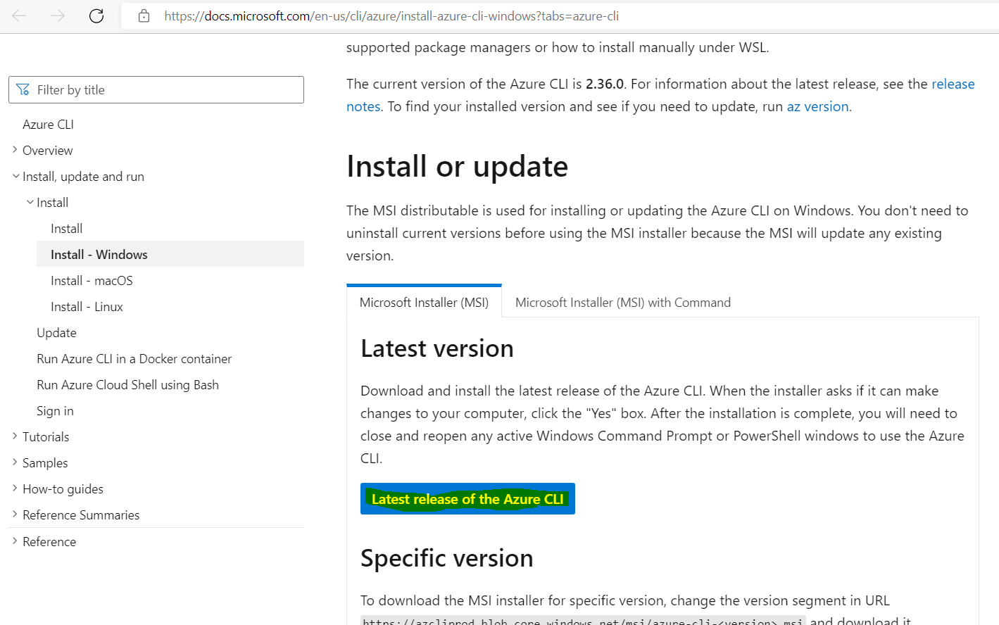 https://docs.microsoft.com/en-us/cli/azure/install-azure-cli-windows?tabs=azure-cli
Filter by title
Azure CLI
Overview
Install, update and run
Install
Install
Install - Windows
Install - macOS
Install - Linux
Update
Run Azure CLI in a Docker container
Run Azure Cloud Shell using Bash
Sign in
Tutorials
Samples
How-to guides
Reference Summaries
Reference
supported package managers or how to install manually under WSL.
The current version of the Azure CLI is 2.36.0. For information about the latest release, see the release
notes. To find your installed version and see if you need to update, run az version.
Install or update
The MSI distributable is used for installing or updating the Azure CLI on Windows. You don't need to
uninstall current versions before using the MSI installer because the MSI will update any existing
version.
Microsoft Installer (MSI) Microsoft Installer (MSI) with Command
Latest version
Download and install the latest release of the Azure CLI. When the installer asks if it can make
changes to your computer, click the "Yes" box. After the installation is complete, you will need to
close and reopen any active Windows Command Prompt or PowerShell windows to use the Azure
CLI.
Latest release of the Azure CLI
Specific version
To download the MSI installer for specific version, change the version segment in URL
https://azcliprod.blob.core.windows.net/msi/azure-cli-<version>.msi and download it